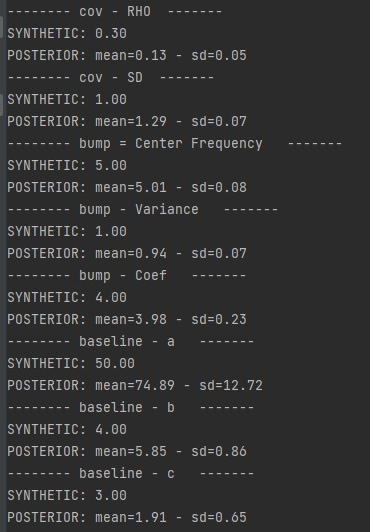 -------- cov - RHO  -------
SYNTHETIC: 0.30
POSTERIOR: mean=0.13 - sd=0.05
-------- cov - SD  -------
SYNTHETIC: 1.00
POSTERIOR: mean=1.29 - sd=0.07
-------- bump = Center Frequency   -------
SYNTHETIC: 5.00
POSTERIOR: mean=5.01 - sd=0.08
-------- bump - Variance   -------
SYNTHETIC: 1.00
POSTERIOR: mean=0.94 - sd=0.07
-------- bump - Coef   -------
SYNTHETIC: 4.00
POSTERIOR: mean=3.98 - sd=0.23
-------- baseline - a   -------
SYNTHETIC: 50.00
POSTERIOR: mean=74.89 - sd=12.72
-------- baseline - b   -------
SYNTHETIC: 4.00
POSTERIOR: mean=5.85 - sd=0.86
-------- baseline - c   -------
SYNTHETIC: 3.00
POSTERIOR: mean=1.91 - sd=0.65